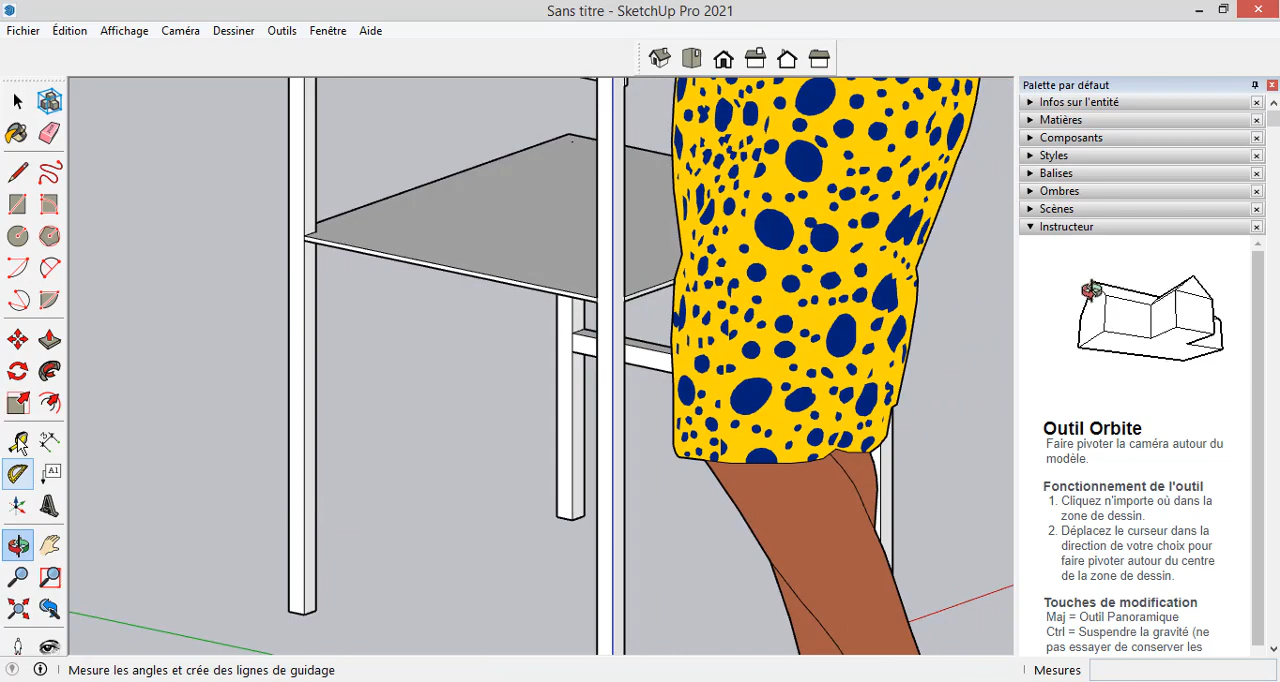 Sans titre - SketchUp Pro 2021
Fichier Édition Affichage Caméra Dessiner Outils Fenêtre Aide
Palette par défaut
Infos sur l'entité
Matières
Composants
Styles
Balises
Ombres
Scènes
Instructeur
A1
Outil Orbite
Faire pivoter la caméra autour du
modèle.
Fonctionnement de l'outil
1. Cliquez n'importe où dans la
zone de dessin.
2. Déplacez le curseur dans la
direction de votre choix pour
faire pivoter autour du centre
de la zone de dessin.
Touches de modification
Maj = Outil Panoramique
Ctrl = Suspendre la gravité (ne
pas essayer de conserver les
Mesure les angles et crée des lignes de guidage
Mesures